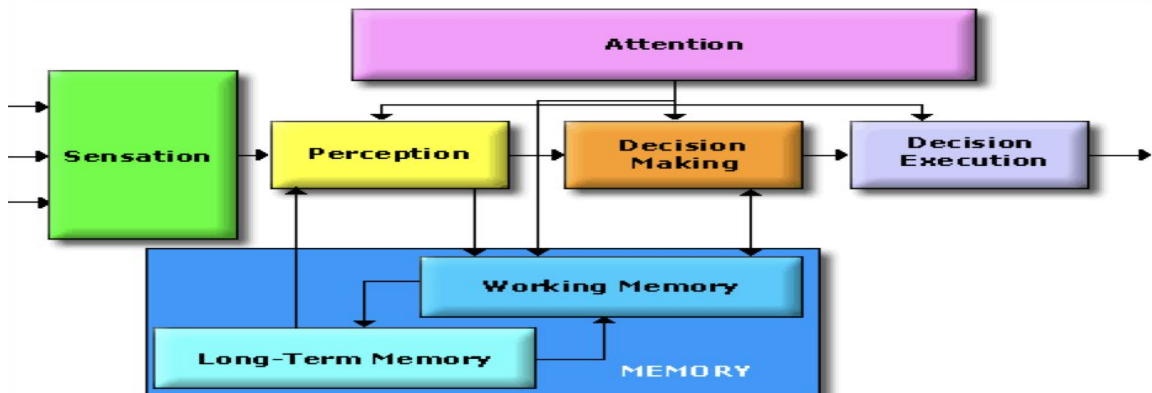 Attention
Sensation
Perception
Decision
Making
Decision
Execution
Working Memory
Long-Term Memory
MEMORY